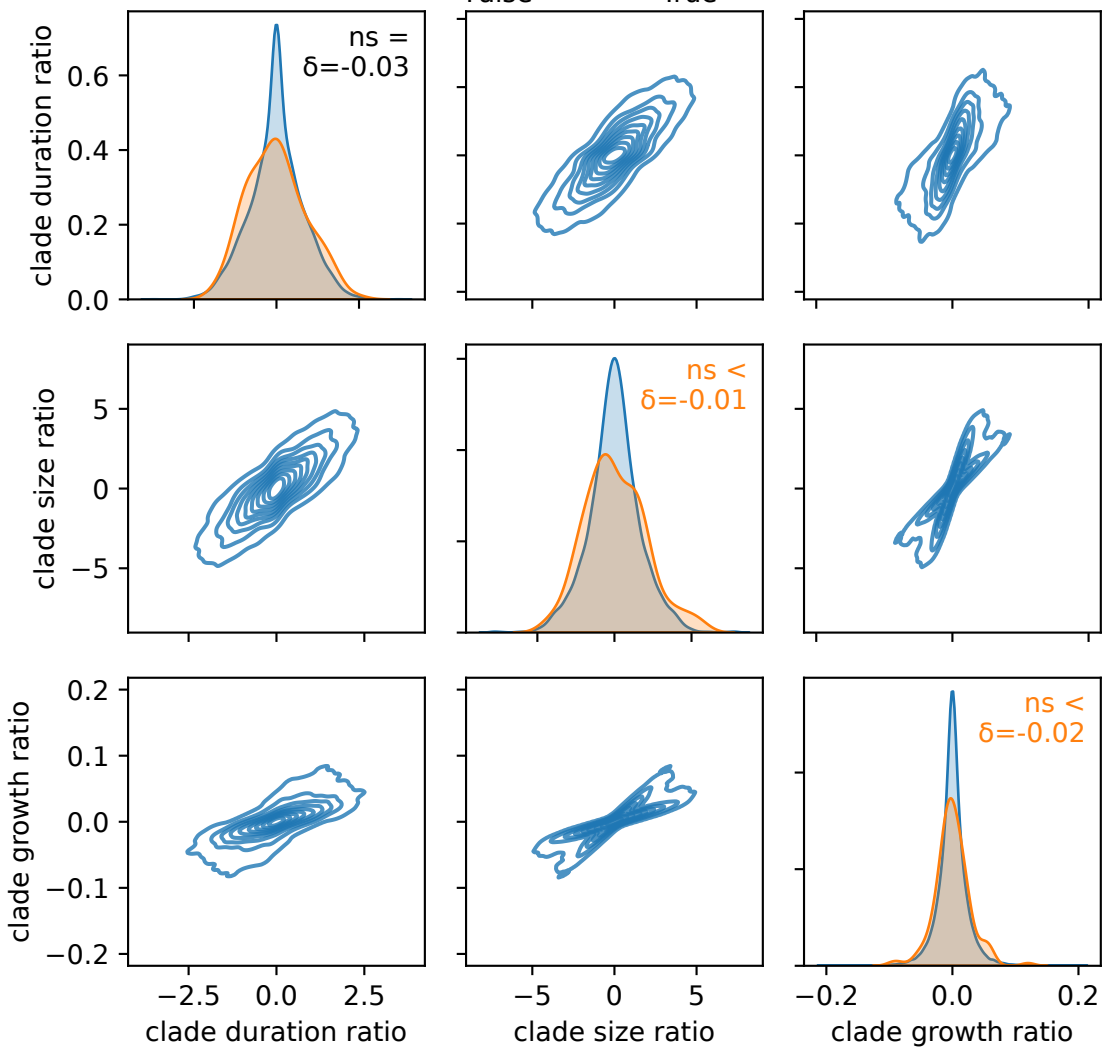 clade duration ratio
0.6
0.4
0.2
0.0
ns =
δ=-0.03
clade size ratio
5
0
−5
ns <
δ=-0.01
clade growth ratio
0.2
0.1
0.0
−0.1
−0.2
ns <
δ=-0.02
−2.5 0.0 2.5
−5 0 5
−0.2 0.0 0.2
clade duration ratio
clade size ratio
clade growth ratio